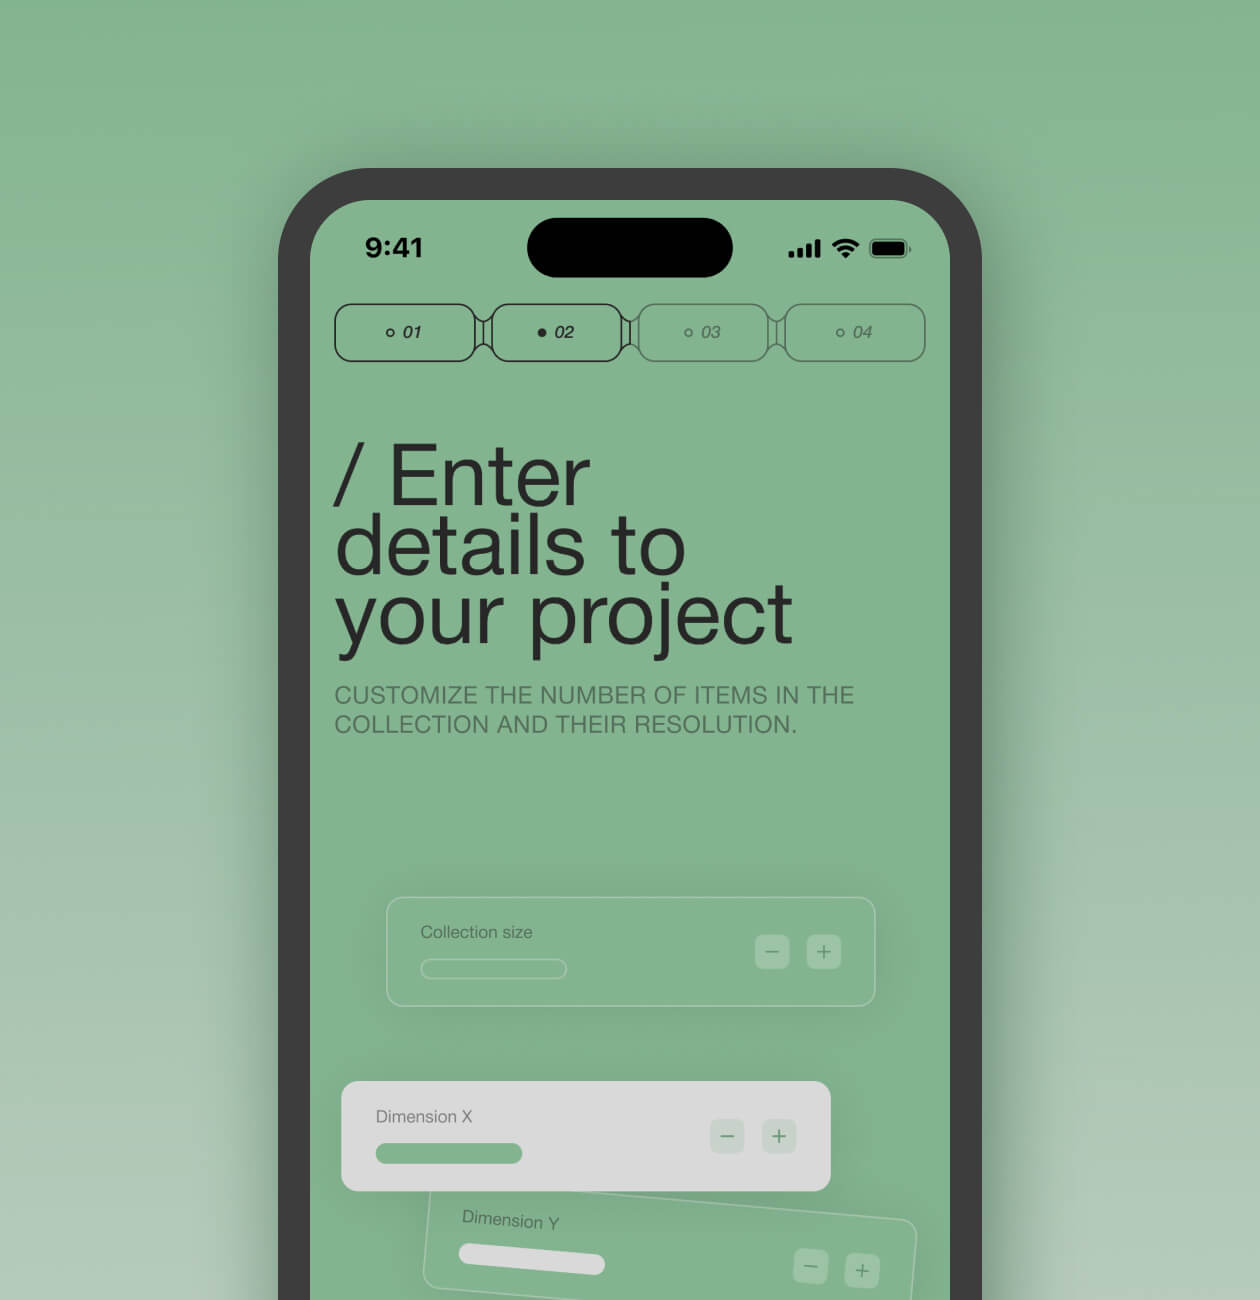 9:41
01 02 03 04
/ Enter
details to
your project
CUSTOMIZE THE NUMBER OF ITEMS IN THE
COLLECTION AND THEIR RESOLUTION.
Collection size
− +
Dimension X
− +
Dimension Y
− +